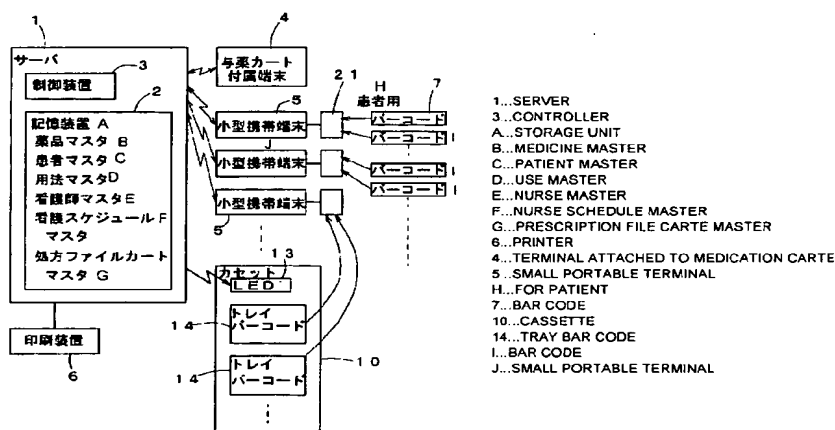 1
サーバ
3
制御装置
2
記憶装置 A
薬品マスタ B
患者マスタ C
用法マスタD
看護師マスタE
看護スケジュールF
マスタ
処方ファイルカート
マスタ G
印刷装置
6
4
与薬カート
付属端末
5
小型携帯端末
J
小型携帯端末
小型携帯端末
5
21
H
患者用
7
バーコード
バーコード I
バーコード I
バーコード I
カセット 13
LED
トレイ
バーコード
14
トレイ
バーコード
14
10
1...SERVER
3...CONTROLLER
A...STORAGE UNIT
B...MEDICINE MASTER
C...PATIENT MASTER
D...USE MASTER
E...NURSE MASTER
F...NURSE SCHEDULE MASTER
G...PRESCRIPTION FILE CARTE MASTER
6...PRINTER
4...TERMINAL ATTACHED TO MEDICATION CARTE
5...SMALL PORTABLE TERMINAL
H...FOR PATIENT
7...BAR CODE
10...CASSETTE
14...TRAY BAR CODE
I...BAR CODE
J...SMALL PORTABLE TERMINAL